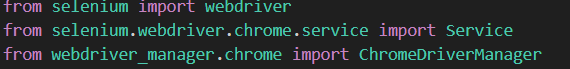 from selenium import webdriver
from selenium.webdriver.chrome.service import Service
from webdriver_manager.chrome import ChromeDriverManager